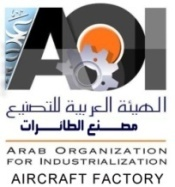 AOI
الهيئة العربية للتصنيع
مصنع الطائرات
ARAB ORGANIZATION
FOR INDUSTRIALIZATION
AIRCRAFT FACTORY